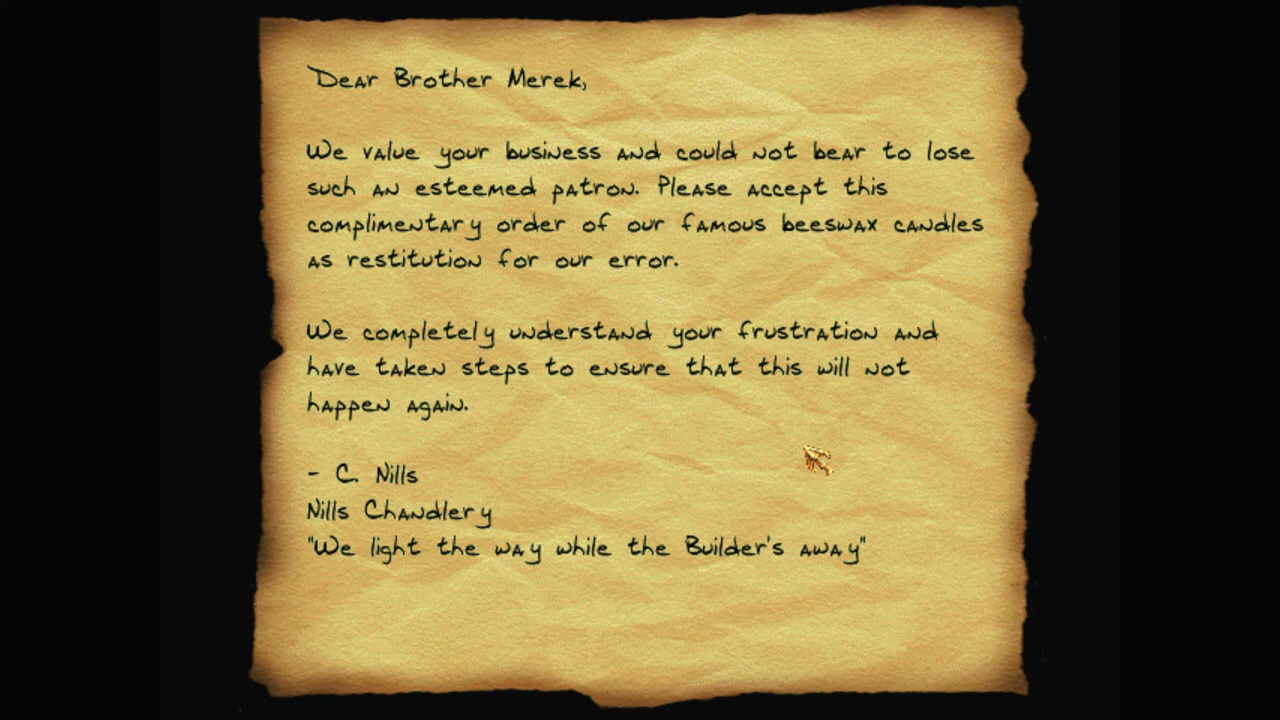 Dear Brother Merek,
We value your business and could not bear to lose
such an esteemed patron. Please accept this
complimentary order of our famous beeswax candles
as restitution for our error.
We completely understand your frustration and
have taken steps to ensure that this will not
happen again.
- C. Nills
Nills Chandlery
"We light the way while the Builder's away"